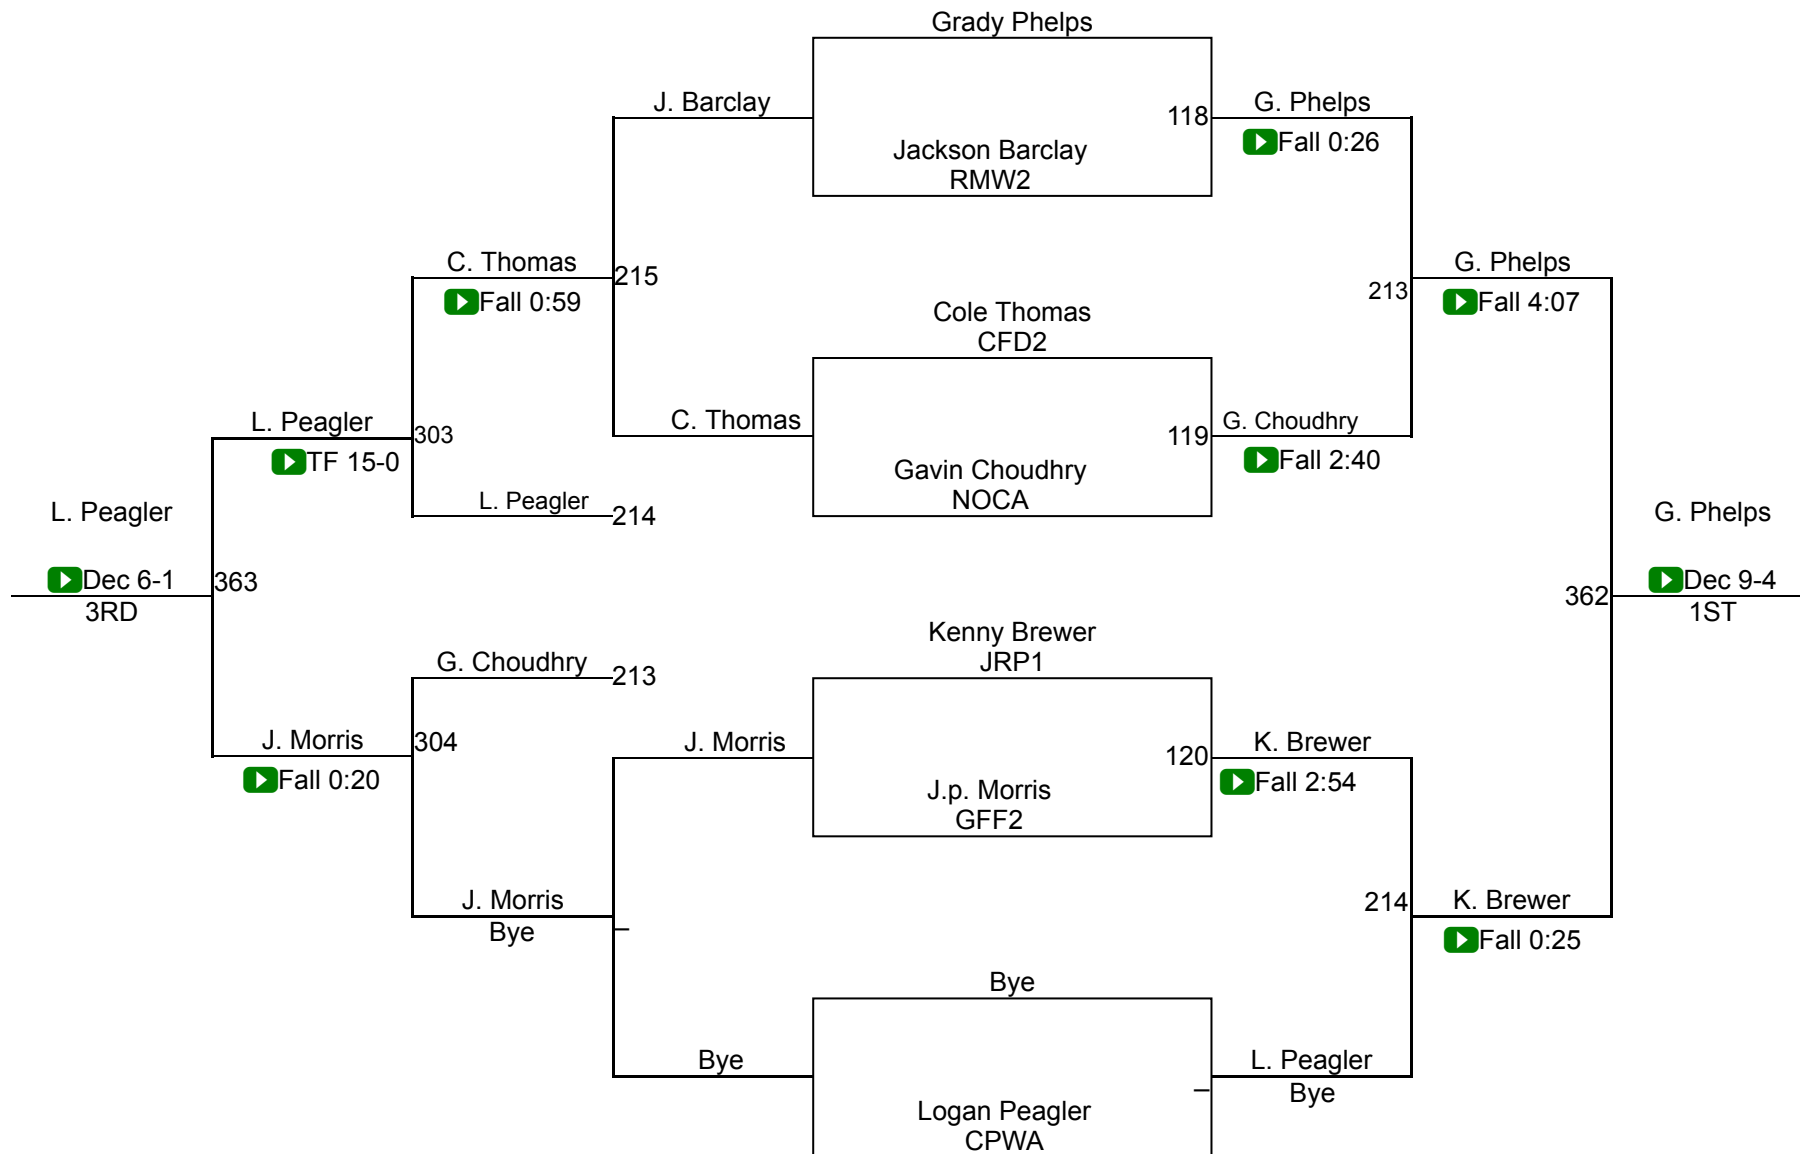 Grady Phelps
J. Barclay
118
G. Phelps
Fall 0:26
Jackson Barclay
RMW2
C. Thomas
215
Fall 0:59
G. Phelps
213
Fall 4:07
Cole Thomas
CFD2
L. Peagler
303
TF 15-0
C. Thomas
119
G. Choudhry
Fall 2:40
Gavin Choudhry
NOCA
L. Peagler
214
L. Peagler
Dec 6-1
363
3RD
G. Phelps
362
Dec 9-4
1ST
Kenny Brewer
JRP1
G. Choudhry
213
J. Morris
304
Fall 0:20
J. Morris
120
K. Brewer
Fall 2:54
J.p. Morris
GFF2
J. Morris
Bye
214
K. Brewer
Fall 0:25
Bye
Bye
L. Peagler
Bye
Logan Peagler
CPWA